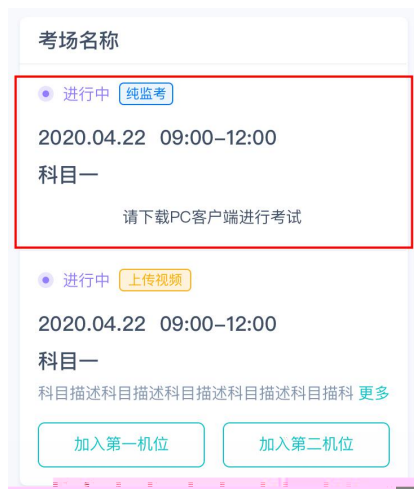 考场名称
进行中 纯监考
2020.04.22 09:00-12:00
科目一
请下载PC客户端进行考试
进行中 上传视频
2020.04.22 09:00-12:00
科目一
科目描述科目描述科目描述科目描述科目描科 更多
加入第一机位 加入第二机位